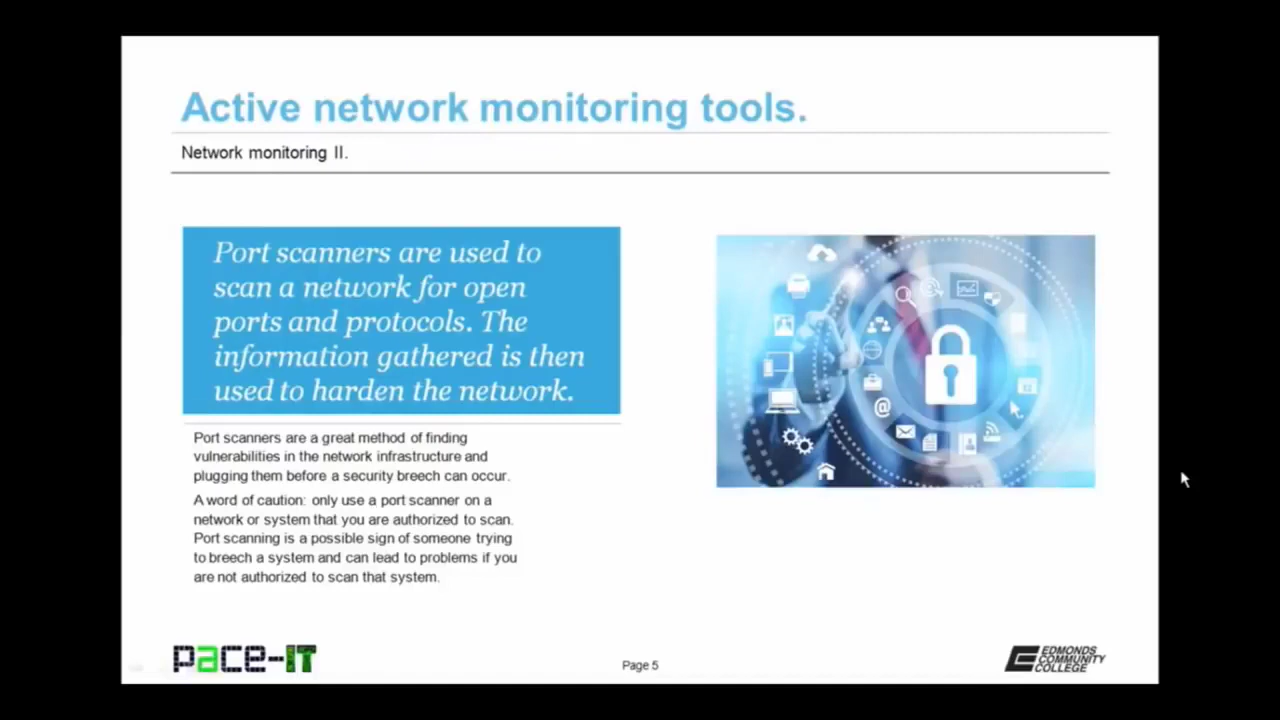 Active network monitoring tools.
Network monitoring II.
Port scanners are used to
scan a network for open
ports and protocols. The
information gathered is then
used to harden the network.
Port scanners are a great method of finding
vulnerabilities in the network infrastructure and
plugging them before a security breech can occur.
A word of caution: only use a port scanner on a
network or system that you are authorized to scan.
Port scanning is a possible sign of someone trying
to breech a system and can lead to problems if you
are not authorized to scan that system.
pace-IT
Page 5
EDMONDS
COMMUNITY
COLLEGE